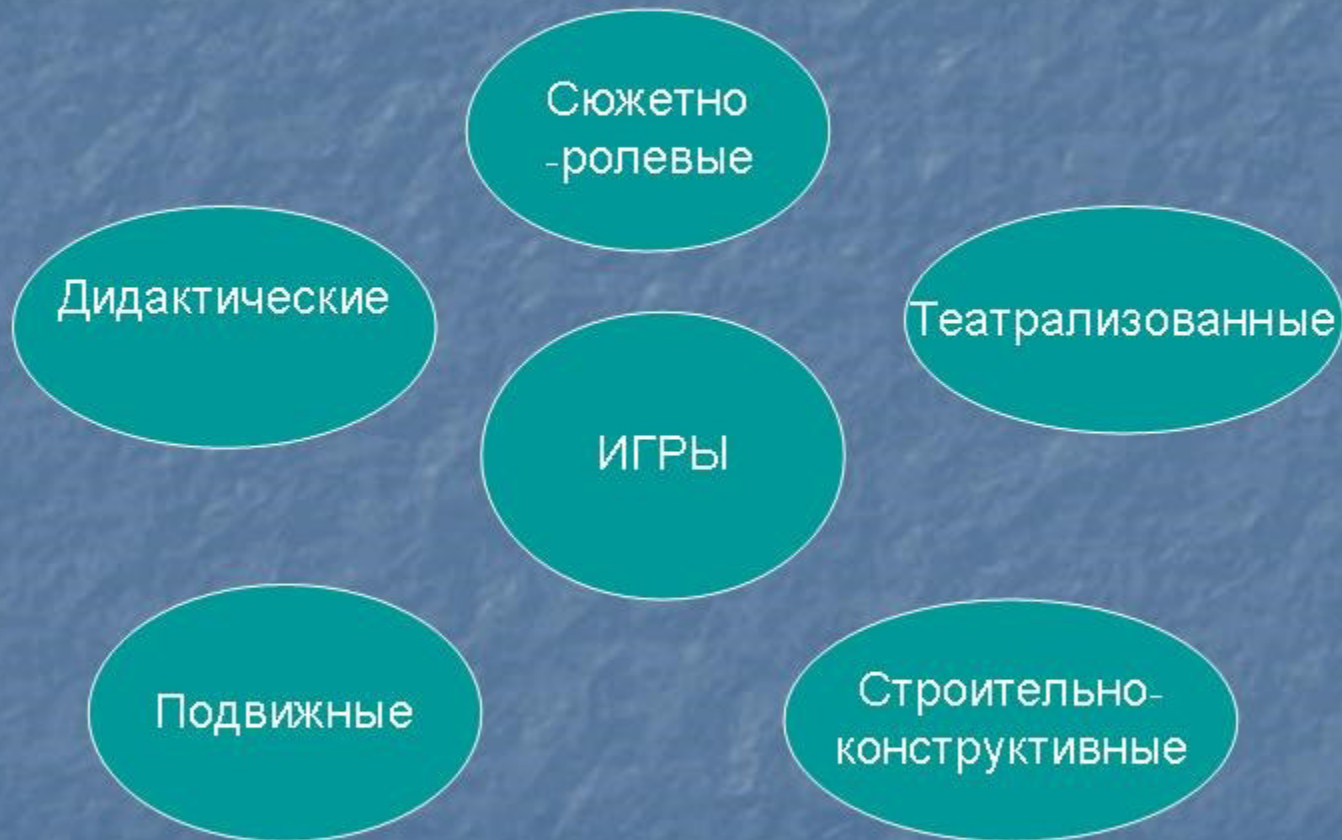 Сюжетно
-ролевые
Дидактические
Театрализованные
ИГРЫ
Подвижные
Строительно-
конструктивные